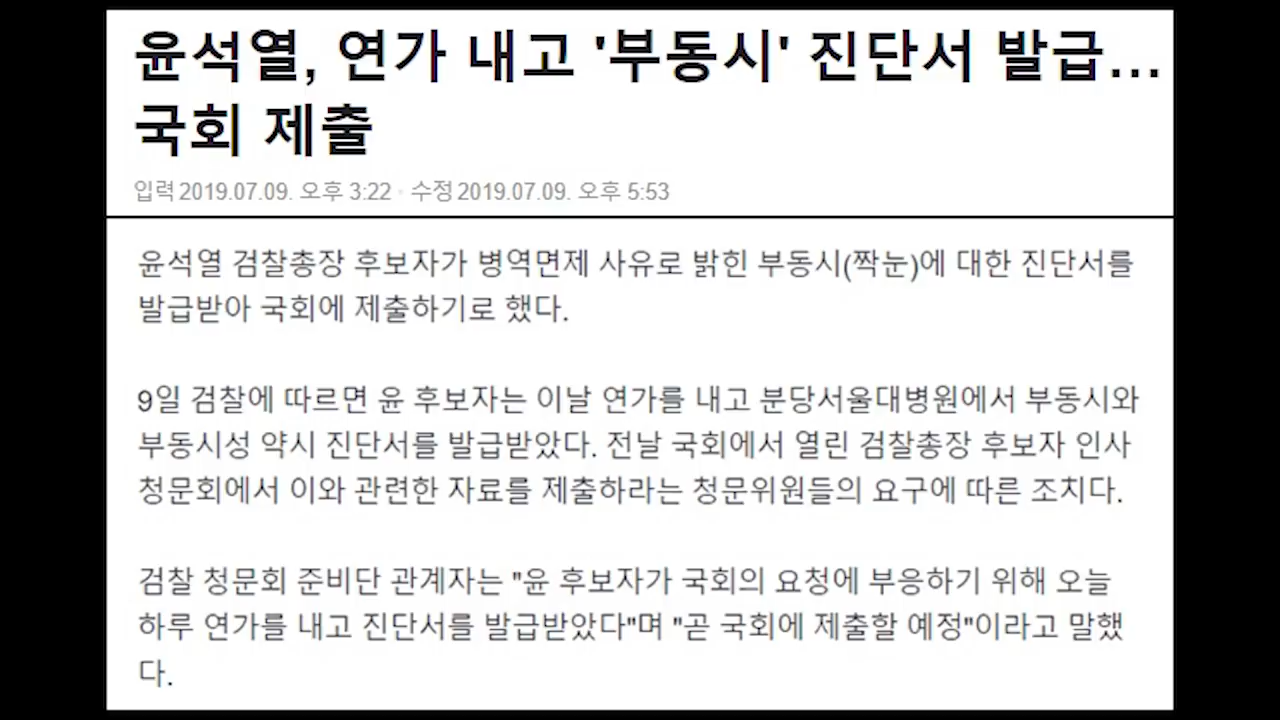 윤석열, 연가 내고 '부동시' 진단서 발급…
국회 제출
입력 2019.07.09. 오후 3:22 · 수정 2019.07.09. 오후 5:53
윤석열 검찰총장 후보자가 병역면제 사유로 밝힌 부동시(짝눈)에 대한 진단서를
발급받아 국회에 제출하기로 했다.
9일 검찰에 따르면 윤 후보자는 이날 연가를 내고 분당서울대병원에서 부동시와
부동시성 약시 진단서를 발급받았다. 전날 국회에서 열린 검찰총장 후보자 인사
청문회에서 이와 관련한 자료를 제출하라는 청문위원들의 요구에 따른 조치다.
검찰 청문회 준비단 관계자는 "윤 후보자가 국회의 요청에 부응하기 위해 오늘
하루 연가를 내고 진단서를 발급받았다"며 "곧 국회에 제출할 예정"이라고 말했
다.